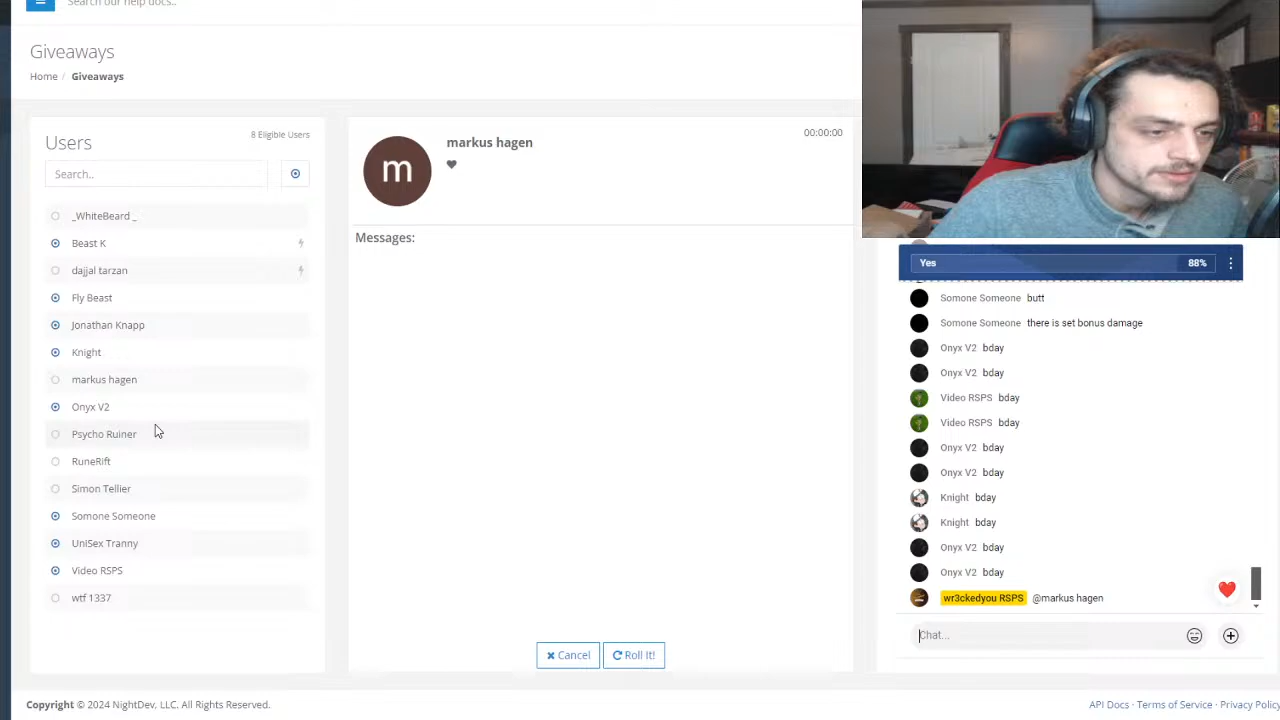 Search our help docs..
Giveaways
Home / Giveaways
Users
8 Eligible Users
Search..
_WhiteBeard _
Beast K
dajjal tarzan
Fly Beast
Jonathan Knapp
Knight
markus hagen
Onyx V2
Psycho Ruiner
RuneRift
Simon Tellier
Somone Someone
UniSex Tranny
Video RSPS
wtf 1337
m
markus hagen
00:00:00
Messages:
Cancel
Roll It!
Yes 88%
Somone Someone butt
Somone Someone there is set bonus damage
Onyx V2 bday
Onyx V2 bday
Video RSPS bday
Video RSPS bday
Onyx V2 bday
Onyx V2 bday
Knight bday
Knight bday
Onyx V2 bday
Onyx V2 bday
wr3ckedyou RSPS @markus hagen
Chat...
Copyright © 2024 NightDev, LLC. All Rights Reserved.
API Docs · Terms of Service · Privacy Policy